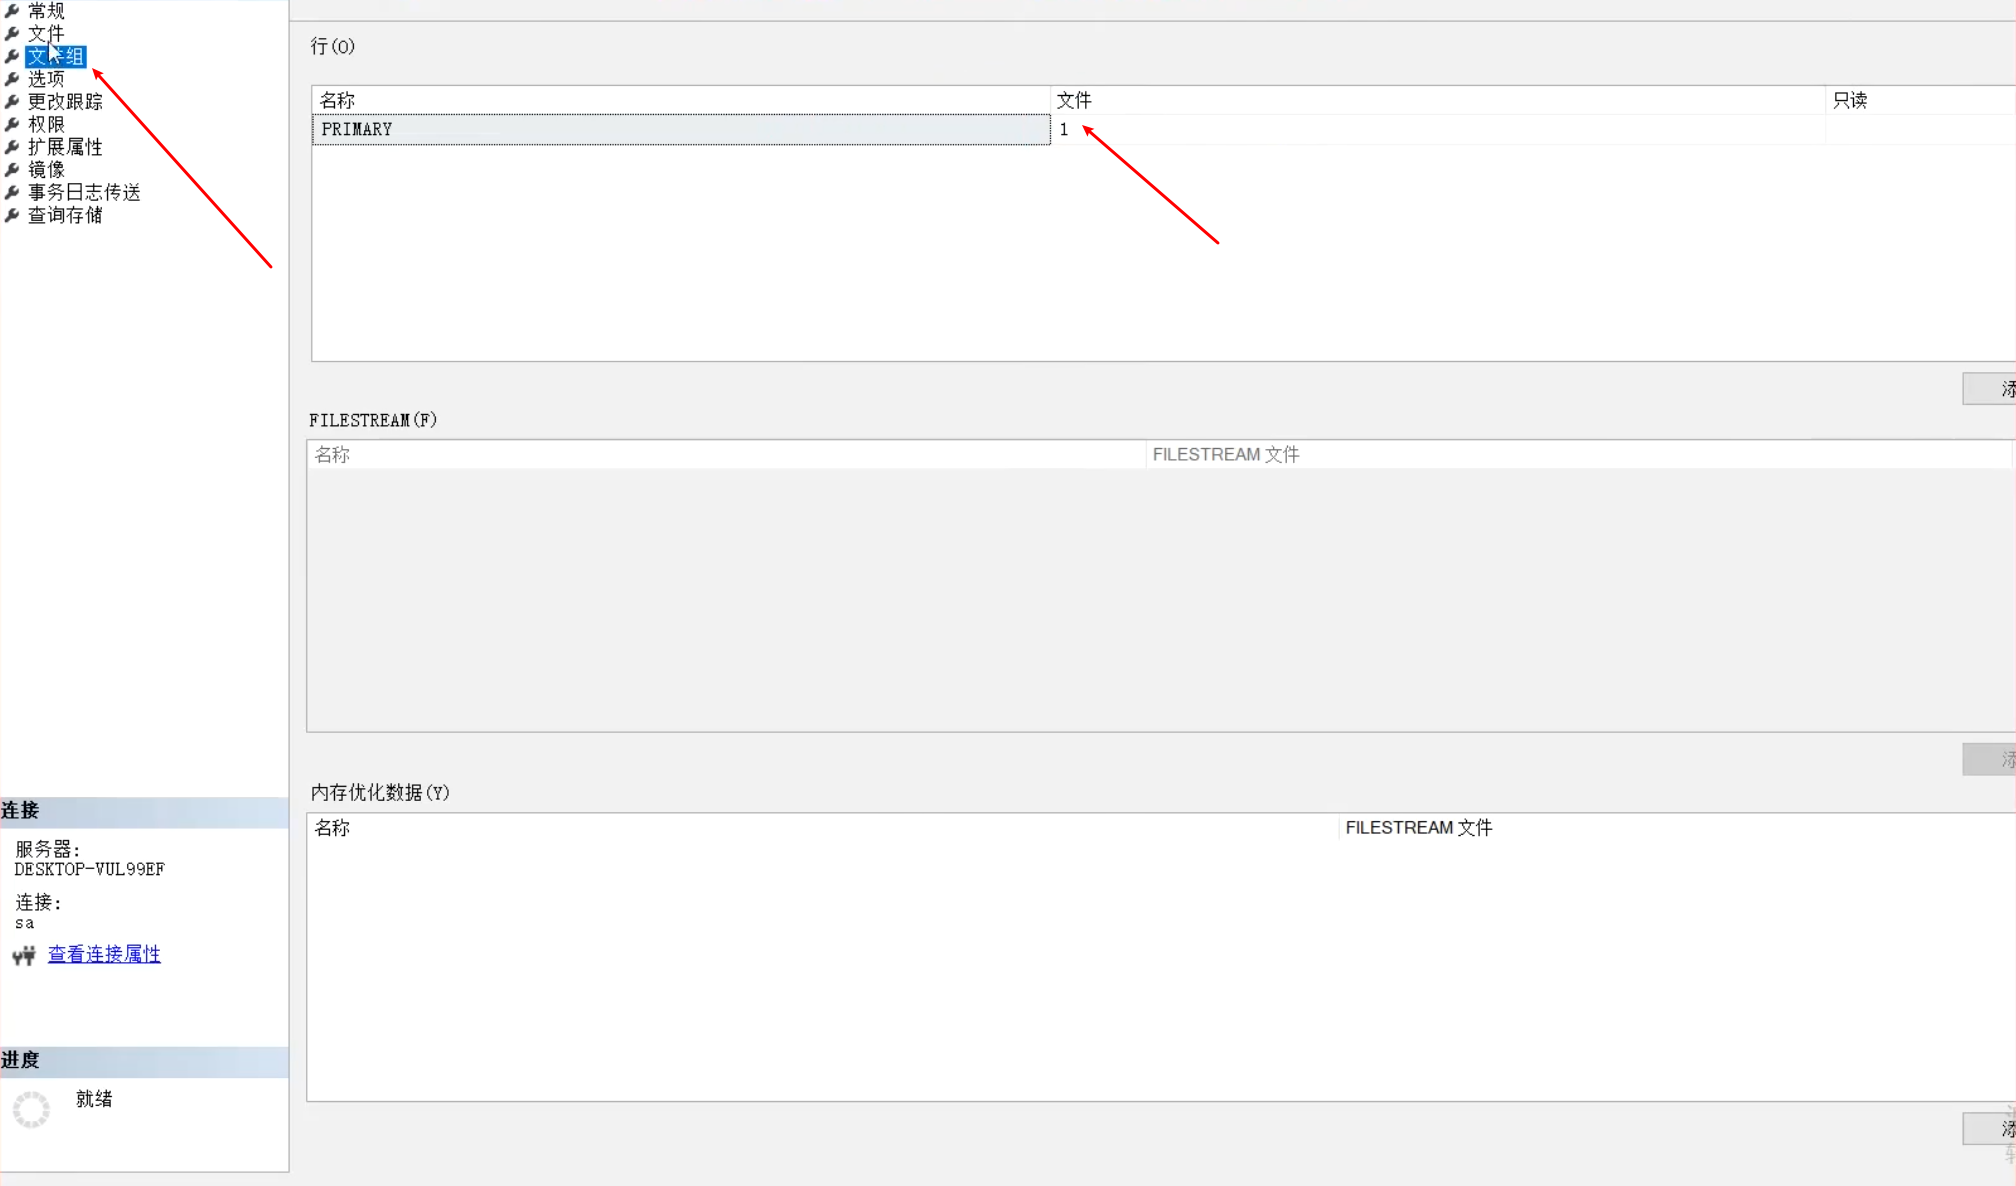 常规
文件
文件组
选项
更改跟踪
权限
扩展属性
镜像
事务日志传送
查询存储
行(O)
名称 文件 只读
PRIMARY 1
添
FILESTREAM(F)
名称 FILESTREAM 文件
添
内存优化数据(Y)
名称 FILESTREAM 文件
添
连接
服务器:
DESKTOP-VUL99EF
连接:
sa
查看连接属性
进度
就绪